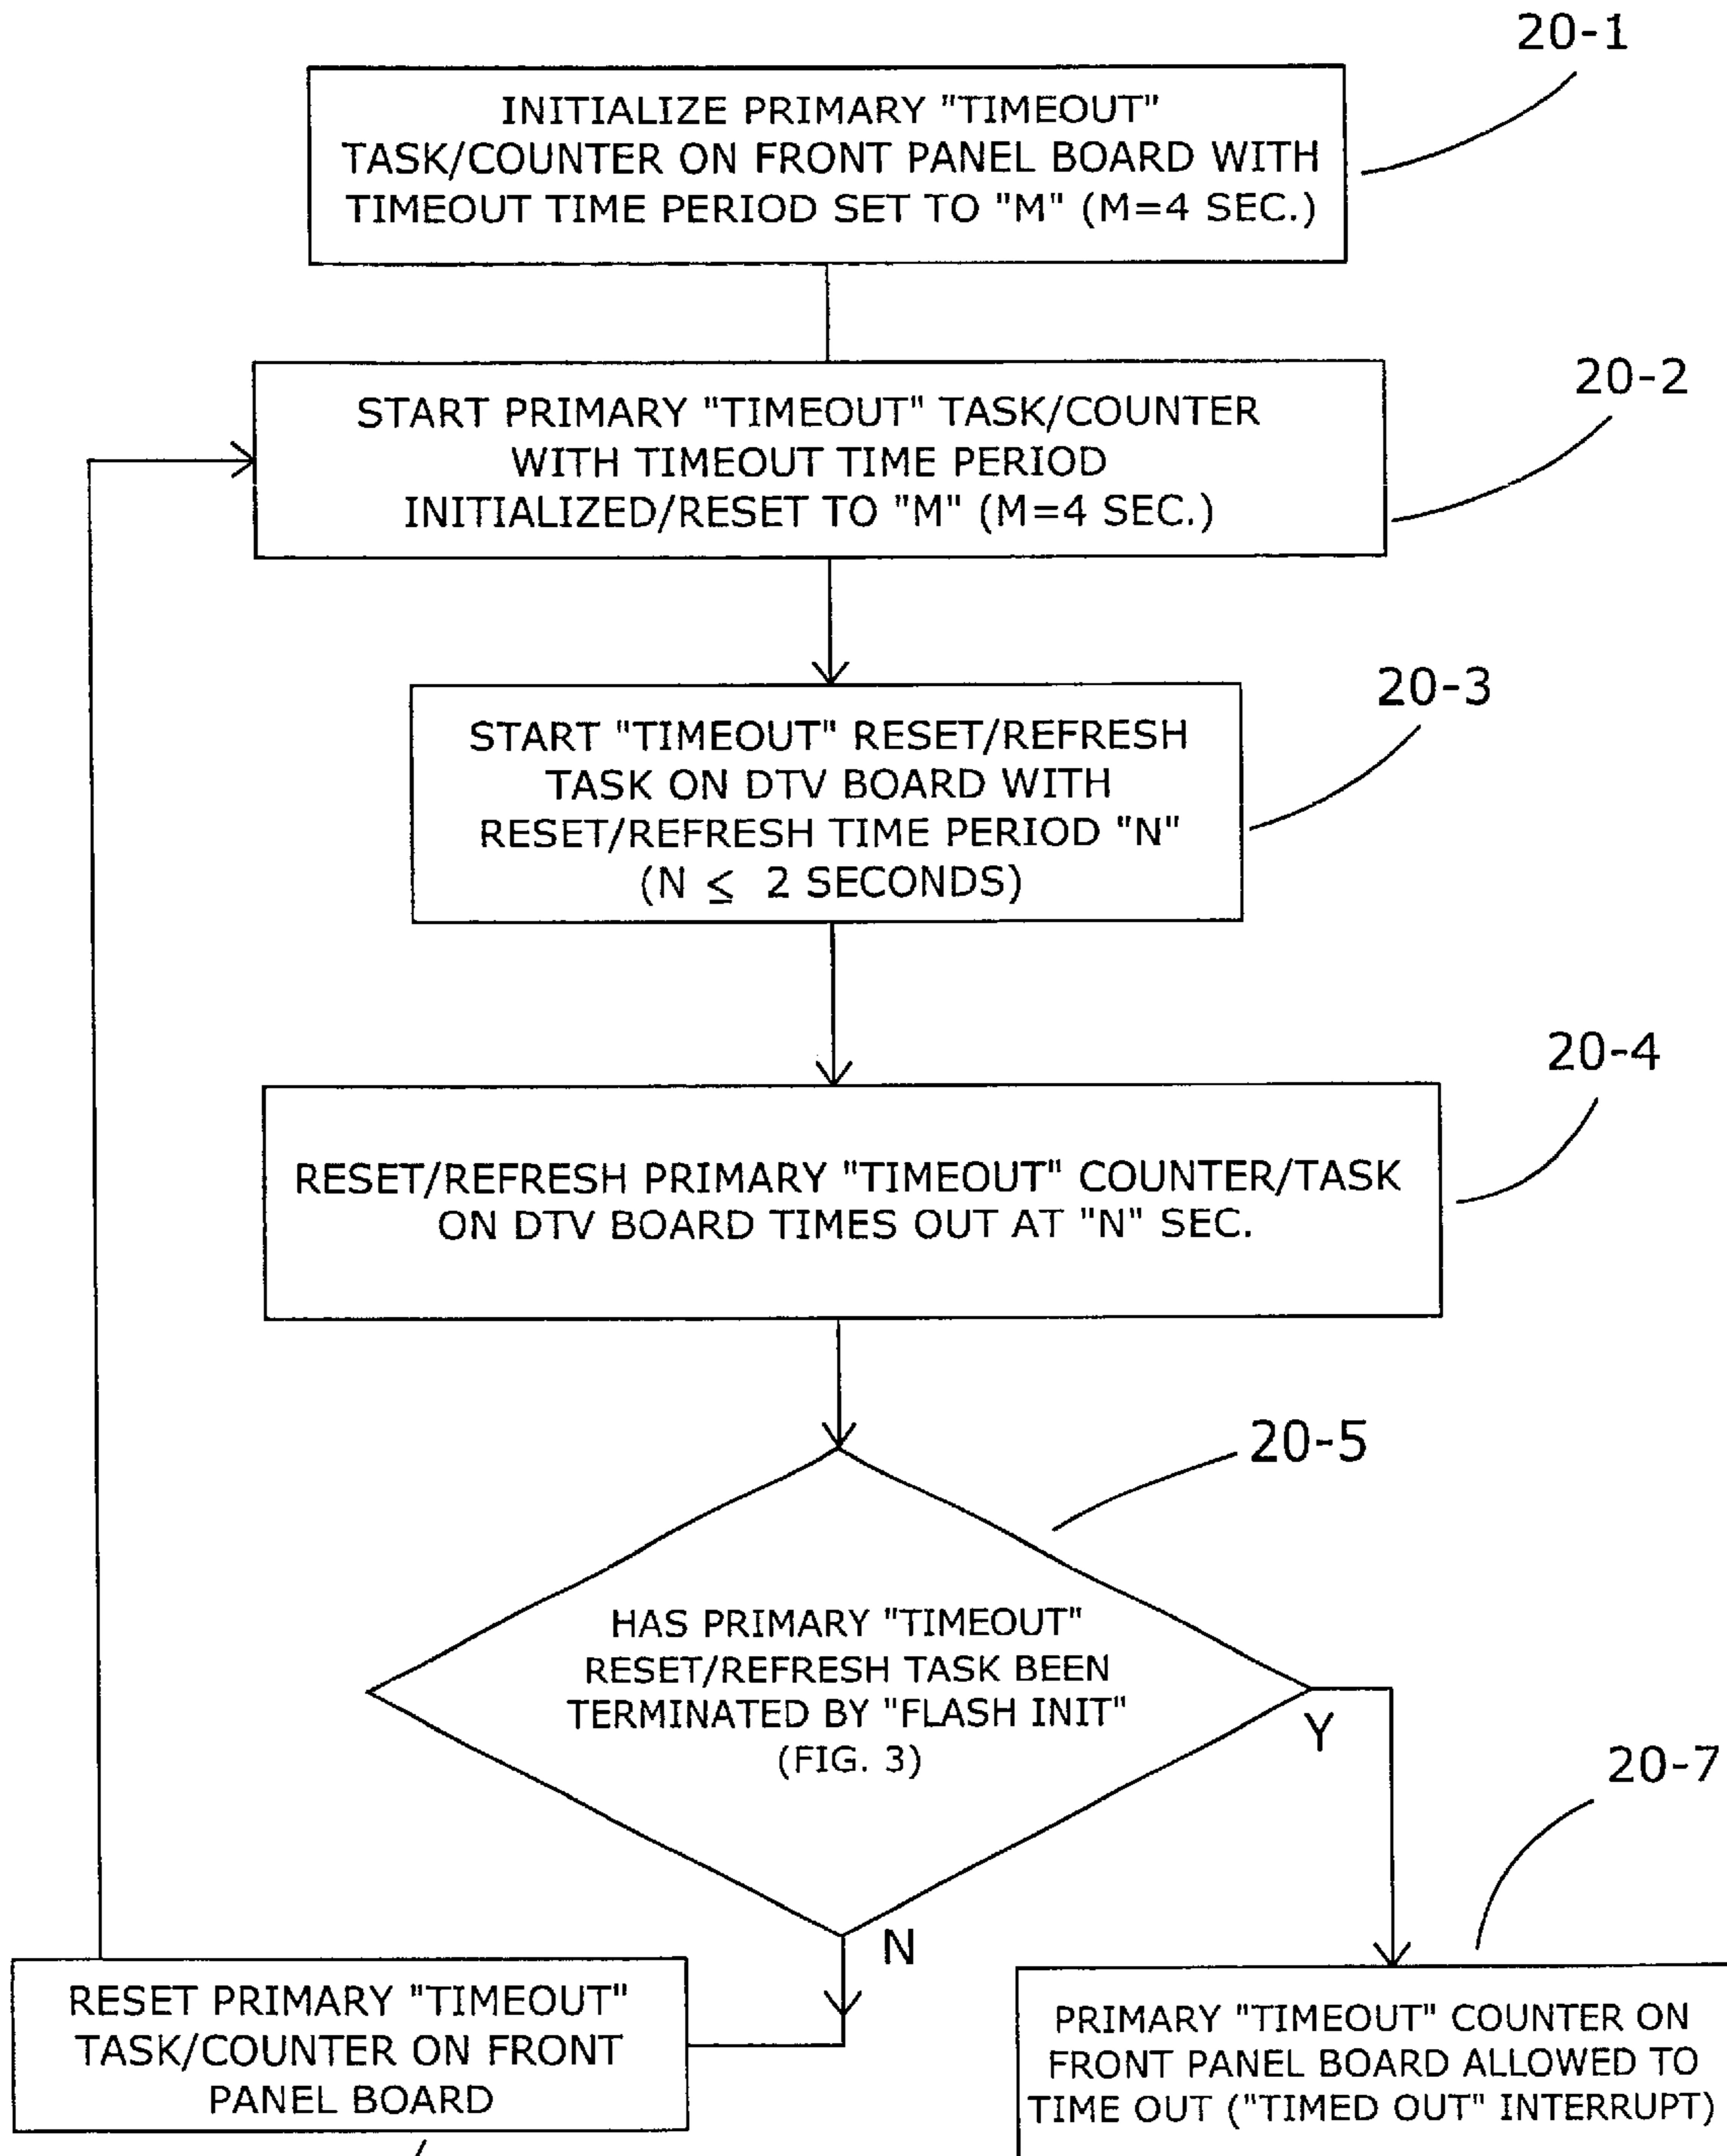 20-1
INITIALIZE PRIMARY "TIMEOUT"
TASK/COUNTER ON FRONT PANEL BOARD WITH
TIMEOUT TIME PERIOD SET TO "M" (M=4 SEC.)
20-2
START PRIMARY "TIMEOUT" TASK/COUNTER
WITH TIMEOUT TIME PERIOD
INITIALIZED/RESET TO "M" (M=4 SEC.)
20-3
START "TIMEOUT" RESET/REFRESH
TASK ON DTV BOARD WITH
RESET/REFRESH TIME PERIOD "N"
(N ≤ 2 SECONDS)
20-4
RESET/REFRESH PRIMARY "TIMEOUT" COUNTER/TASK
ON DTV BOARD TIMES OUT AT "N" SEC.
20-5
HAS PRIMARY "TIMEOUT"
RESET/REFRESH TASK BEEN
TERMINATED BY "FLASH INIT"
(FIG. 3)
Y
20-7
N
RESET PRIMARY "TIMEOUT"
TASK/COUNTER ON FRONT
PANEL BOARD
PRIMARY "TIMEOUT" COUNTER ON
FRONT PANEL BOARD ALLOWED TO
TIME OUT ("TIMED OUT" INTERRUPT)